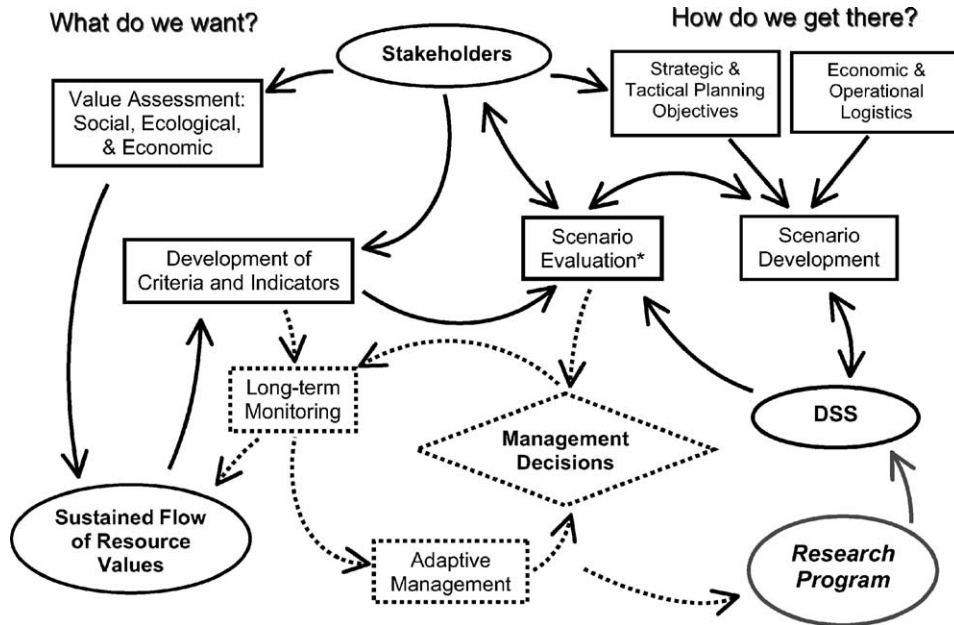 What do we want?
How do we get there?
Stakeholders
Value Assessment:
Social, Ecological,
& Economic
Strategic &
Tactical Planning
Objectives
Economic &
Operational
Logistics
Development of
Criteria and Indicators
Scenario
Evaluation*
Scenario
Development
Long-term
Monitoring
Management
Decisions
DSS
Sustained Flow
of Resource
Values
Adaptive
Management
Research
Program